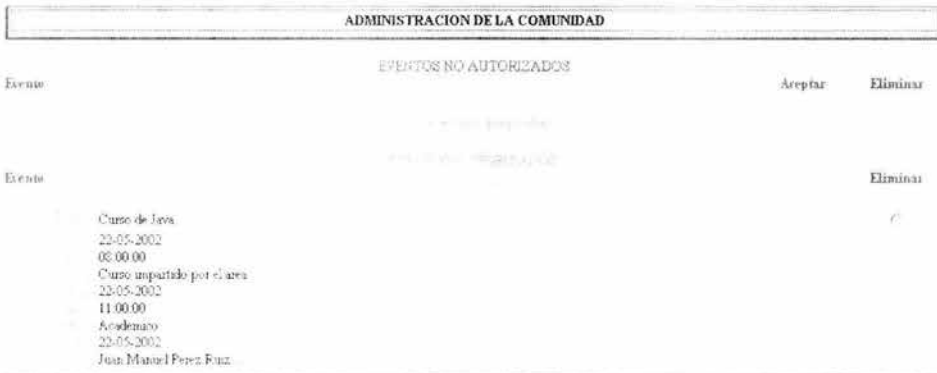 ADMINISTRACION DE LA COMUNIDAD
EVENTOS NO AUTORIZADOS
Evento Aceptar Eliminar
Evento Eliminar
Curso de Java
22-05-2002
08:00:00
Curso impartido por el area
22-05-2002
11:00:00
Academico
22-05-2002
Juan Manuel Perez Ruiz